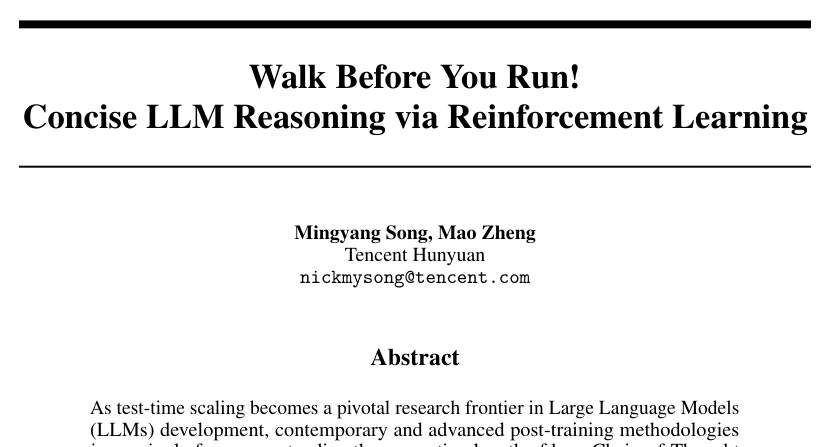 Walk Before You Run!
Concise LLM Reasoning via Reinforcement Learning
Mingyang Song, Mao Zheng
Tencent Hunyuan
nickmysong@tencent.com
Abstract
As test-time scaling becomes a pivotal research frontier in Large Language Models
(LLMs) development, contemporary and advanced post-training methodologies